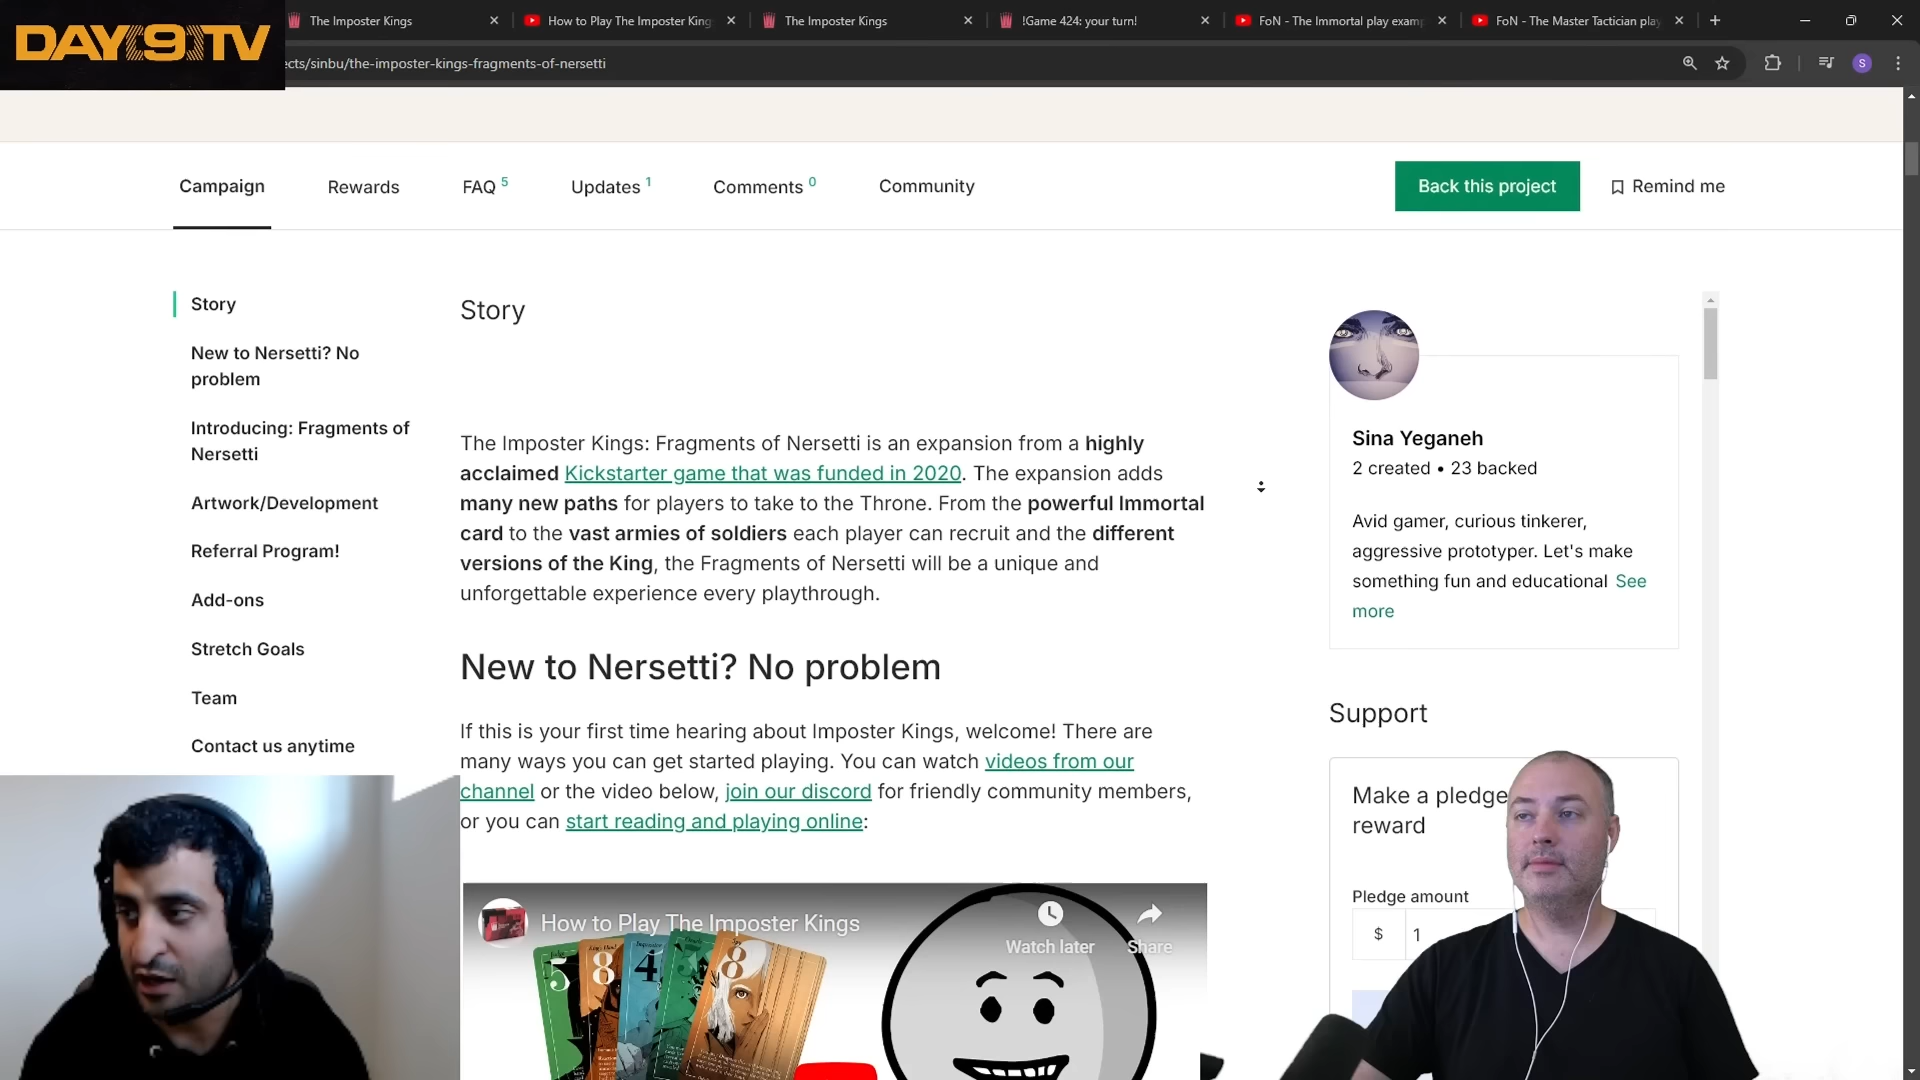 DAY[9]TV
The Imposter Kings
How to Play The Imposter King
The Imposter Kings
!Game 424: your turn!
FoN - The Immortal play exam
FoN - The Master Tactician pla
ects/sinbu/the-imposter-kings-fragments-of-nersetti
S
Campaign
Rewards
FAQ 5
Updates 1
Comments 0
Community
Back this project
Remind me
Story
New to Nersetti? No
problem
Introducing: Fragments of
Nersetti
Artwork/Development
Referral Program!
Add-ons
Stretch Goals
Team
Contact us anytime
Story
The Imposter Kings: Fragments of Nersetti is an expansion from a highly
acclaimed Kickstarter game that was funded in 2020. The expansion adds
many new paths for players to take to the Throne. From the powerful Immortal
card to the vast armies of soldiers each player can recruit and the different
versions of the King, the Fragments of Nersetti will be a unique and
unforgettable experience every playthrough.
New to Nersetti? No problem
If this is your first time hearing about Imposter Kings, welcome! There are
many ways you can get started playing. You can watch videos from our
channel or the video below, join our discord for friendly community members,
or you can start reading and playing online:
How to Play The Imposter Kings
Watch later
Share
5
8
4
3
8
Sina Yeganeh
2 created • 23 backed
Avid gamer, curious tinkerer,
aggressive prototyper. Let's make
something fun and educational See
more
Support
Make a pledge
reward
Pledge amount
$ 1